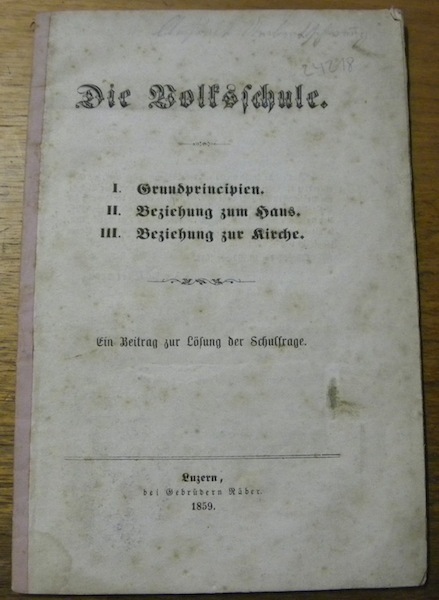 24218
Die Volksschule.
I. Grundprincipien.
II. Beziehung zum Haus.
III. Beziehung zur Kirche.
Ein Beitrag zur Lösung der Schulfrage.
Luzern,
bei Gebrüdern Räber.
1859.